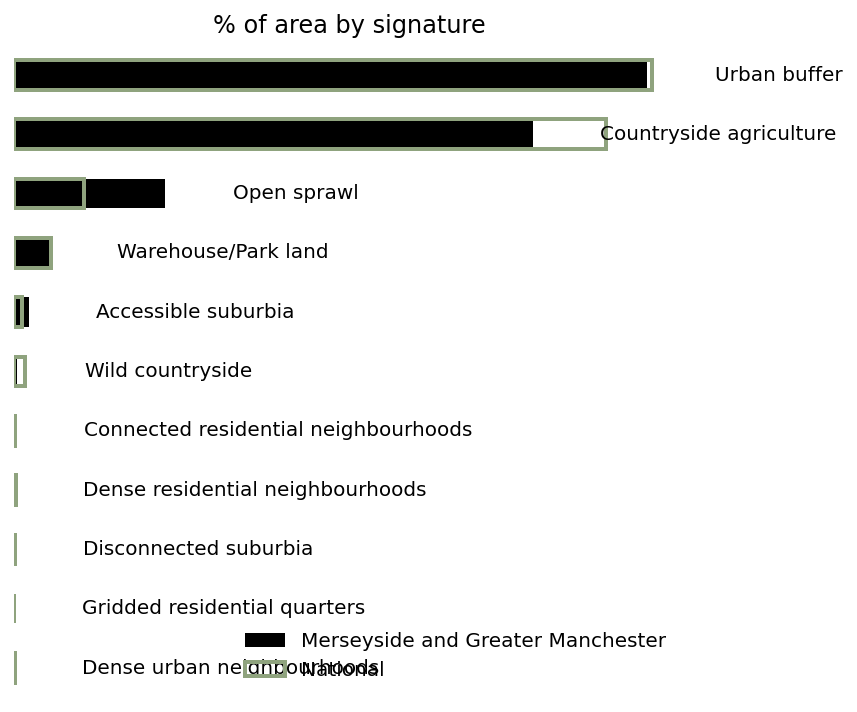 % of area by signature
Urban buffer
Countryside agriculture
Open sprawl
Warehouse/Park land
Accessible suburbia
Wild countryside
Connected residential neighbourhoods
Dense residential neighbourhoods
Disconnected suburbia
Gridded residential quarters
Merseyside and Greater Manchester
Dense urban neighbourhoods
National